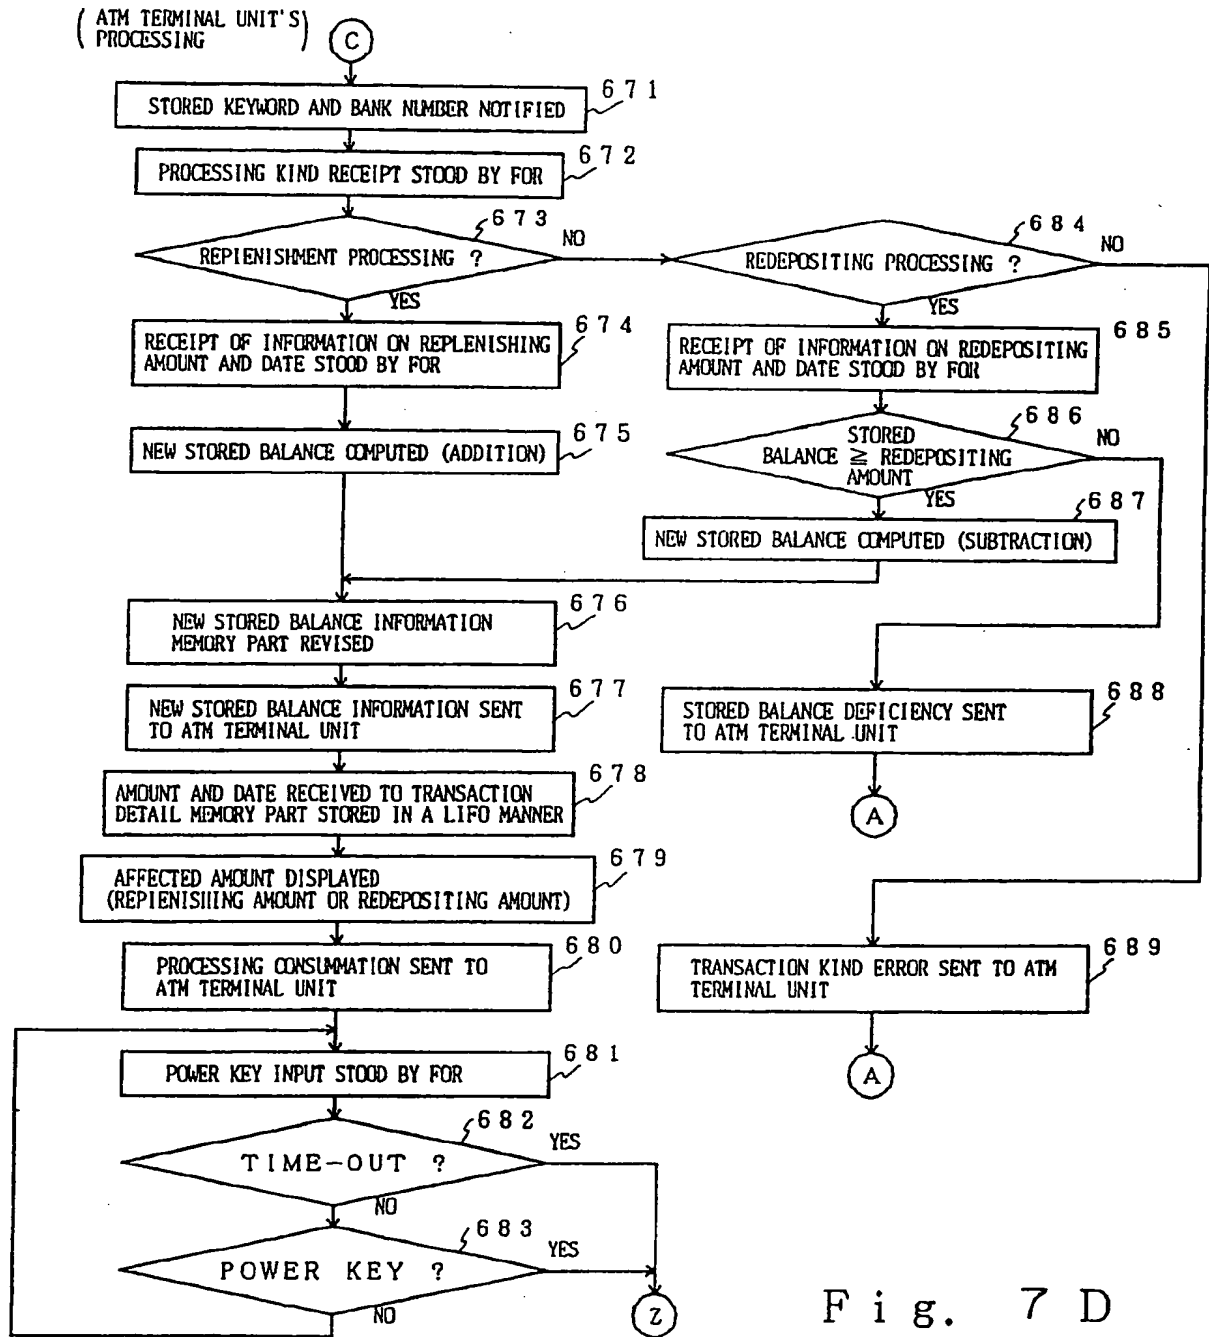 (ATM TERMINAL UNIT'S)
PROCESSING
C
671
STORED KEYWORD AND BANK NUMBER NOTIFIED
672
PROCESSING KIND RECEIPT STOOD BY FOR
673
REPLENISHMENT PROCESSING ?
NO
YES
684
REDEPOSITING PROCESSING ?
NO
YES
674
RECEIPT OF INFORMATION ON REPLENISHING
AMOUNT AND DATE STOOD BY FOR
685
RECEIPT OF INFORMATION ON REDEPOSITING
AMOUNT AND DATE STOOD BY FOR
675
NEW STORED BALANCE COMPUTED (ADDITION)
686
STORED
BALANCE ≧ REDEPOSITING
AMOUNT
NO
YES
687
NEW STORED BALANCE COMPUTED (SUBTRACTION)
676
NEW STORED BALANCE INFORMATION
MEMORY PART REVISED
677
NEW STORED BALANCE INFORMATION SENT
TO ATM TERMINAL UNIT
688
STORED BALANCE DEFICIENCY SENT
TO ATM TERMINAL UNIT
A
678
AMOUNT AND DATE RECEIVED TO TRANSACTION
DETAIL MEMORY PART STORED IN A LIFO MANNER
679
AFFECTED AMOUNT DISPLAYED
(REPLENISHING AMOUNT OR REDEPOSITING AMOUNT)
680
PROCESSING CONSUMMATION SENT TO
ATM TERMINAL UNIT
689
TRANSACTION KIND ERROR SENT TO ATM
TERMINAL UNIT
A
681
POWER KEY INPUT STOOD BY FOR
682
TIME-OUT ?
YES
NO
683
POWER KEY ?
YES
NO
Z
Fig. 7D